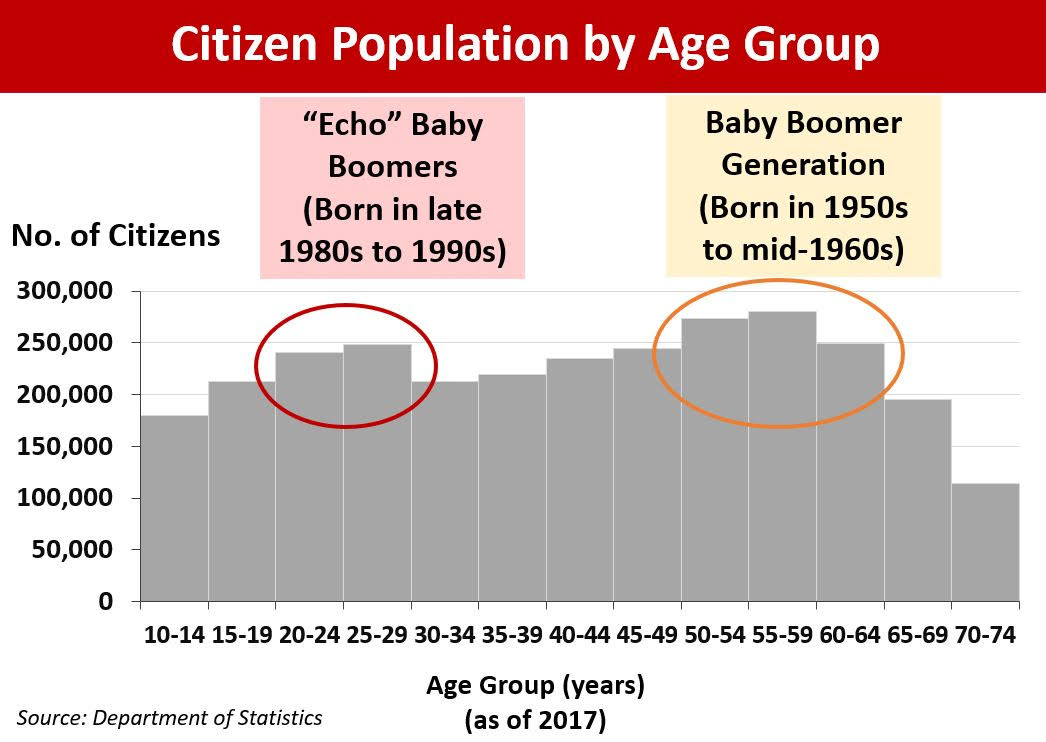 Citizen Population by Age Group
“Echo” Baby
Boomers
(Born in late
1980s to 1990s)
Baby Boomer
Generation
(Born in 1950s
to mid-1960s)
No. of Citizens
300,000
250,000
200,000
150,000
100,000
50,000
0
10-14 15-19 20-24 25-29 30-34 35-39 40-44 45-49 50-54 55-59 60-64 65-69 70-74
Age Group (years)
(as of 2017)
Source: Department of Statistics